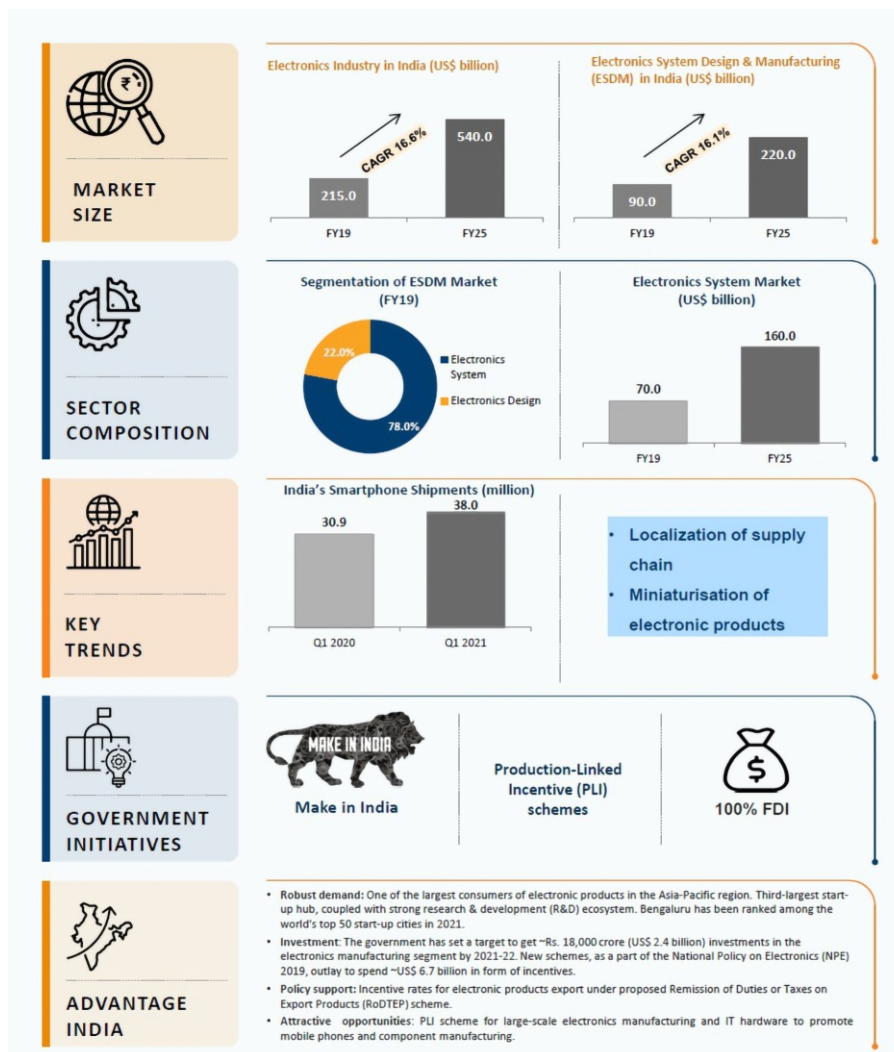 MARKET
SIZE
Electronics Industry in India (US$ billion)
₹
CAGR 16.6%
215.0
540.0
FY19
FY25
Electronics System Design & Manufacturing
(ESDM) in India (US$ billion)
CAGR 16.1%
90.0
220.0
FY19
FY25
SECTOR
COMPOSITION
Segmentation of ESDM Market
(FY19)
22.0%
78.0%
Electronics
System
Electronics Design
Electronics System Market
(US$ billion)
70.0
160.0
FY19
FY25
KEY
TRENDS
India's Smartphone Shipments (million)
30.9
38.0
Q1 2020
Q1 2021
• Localization of supply
chain
• Miniaturisation of
electronic products
GOVERNMENT
INITIATIVES
MAKE IN INDIA
Make in India
Production-Linked
Incentive (PLI)
schemes
$
100% FDI
ADVANTAGE
INDIA
• Robust demand: One of the largest consumers of electronic products in the Asia-Pacific region. Third-largest start-
up hub, coupled with strong research & development (R&D) ecosystem. Bengaluru has been ranked among the
world's top 50 start-up cities in 2021.
• Investment: The government has set a target to get ~Rs. 18,000 crore (US$ 2.4 billion) investments in the
electronics manufacturing segment by 2021-22. New schemes, as a part of the National Policy on Electronics (NPE)
2019, outlay to spend ~US$ 6.7 billion in form of incentives.
• Policy support: Incentive rates for electronic products export under proposed Remission of Duties or Taxes on
Export Products (RoDTEP) scheme.
• Attractive opportunities: PLI scheme for large-scale electronics manufacturing and IT hardware to promote
mobile phones and component manufacturing.